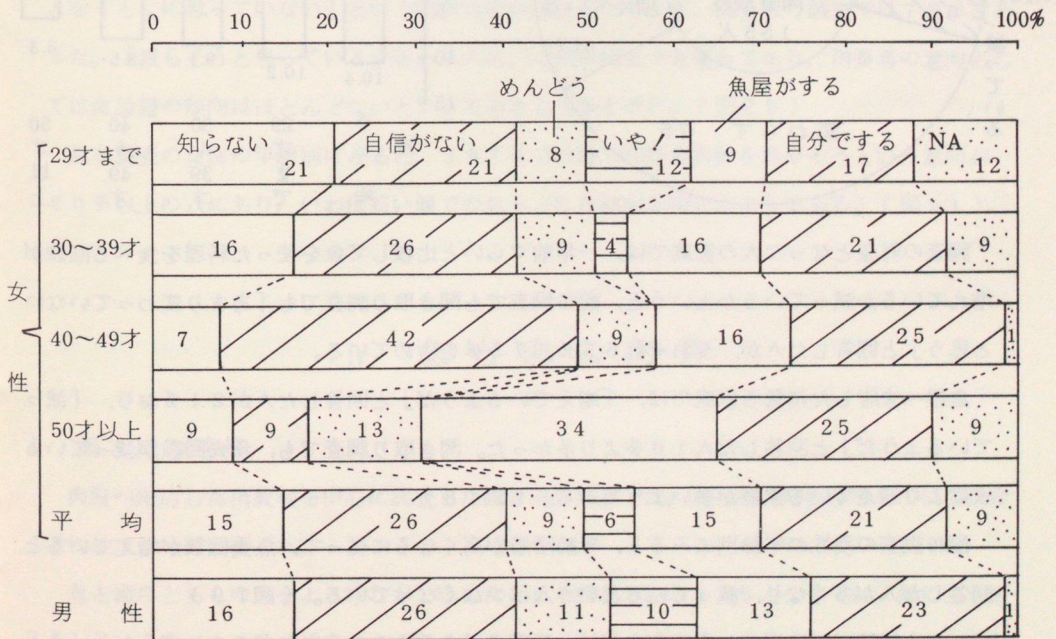 0 10 20 30 40 50 60 70 80 90 100%
めんどう 魚屋がする
29才まで 知らない 21 自信がない 21 8 いや! 12 9 自分でする 17 NA 12
30〜39才 16 26 9 4 16 21 9
女性
40〜49才 7 42 9 16 25 1
50才以上 9 9 13 34 25 9
平均 15 26 9 6 15 21 9
男性 16 26 11 10 13 23 1